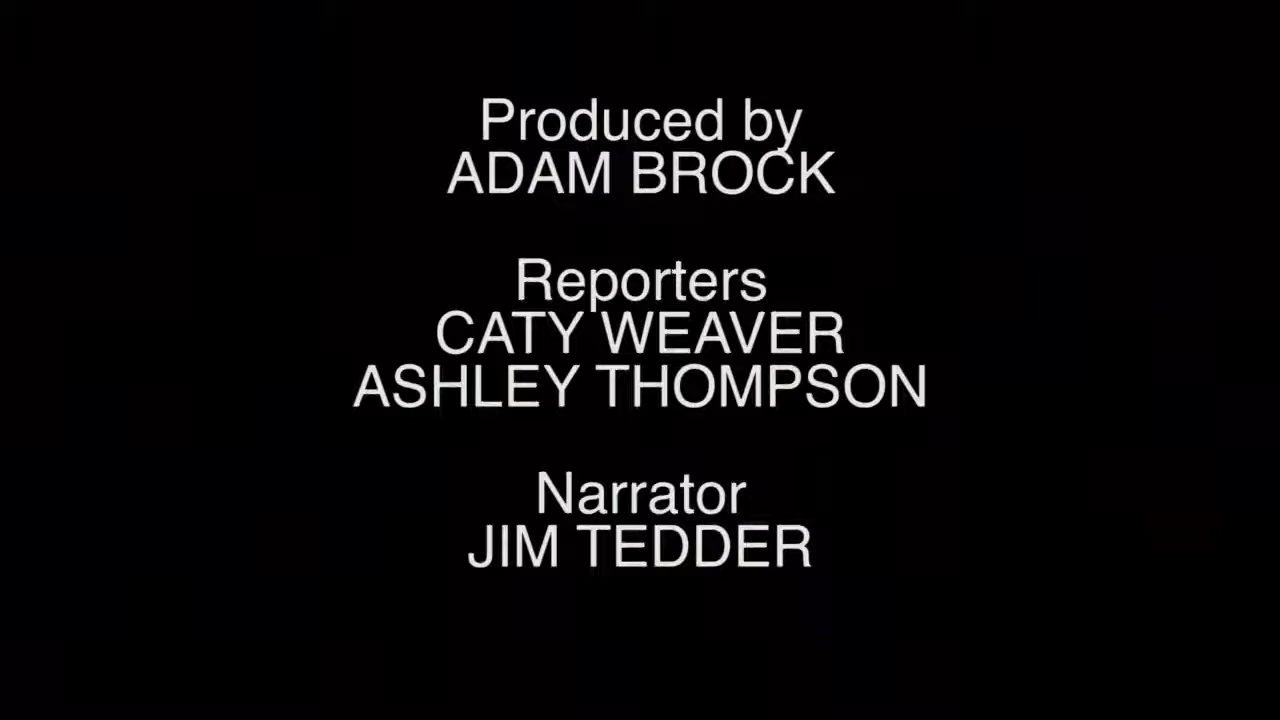 Produced by
ADAM BROCK
Reporters
CATY WEAVER
ASHLEY THOMPSON
Narrator
JIM TEDDER